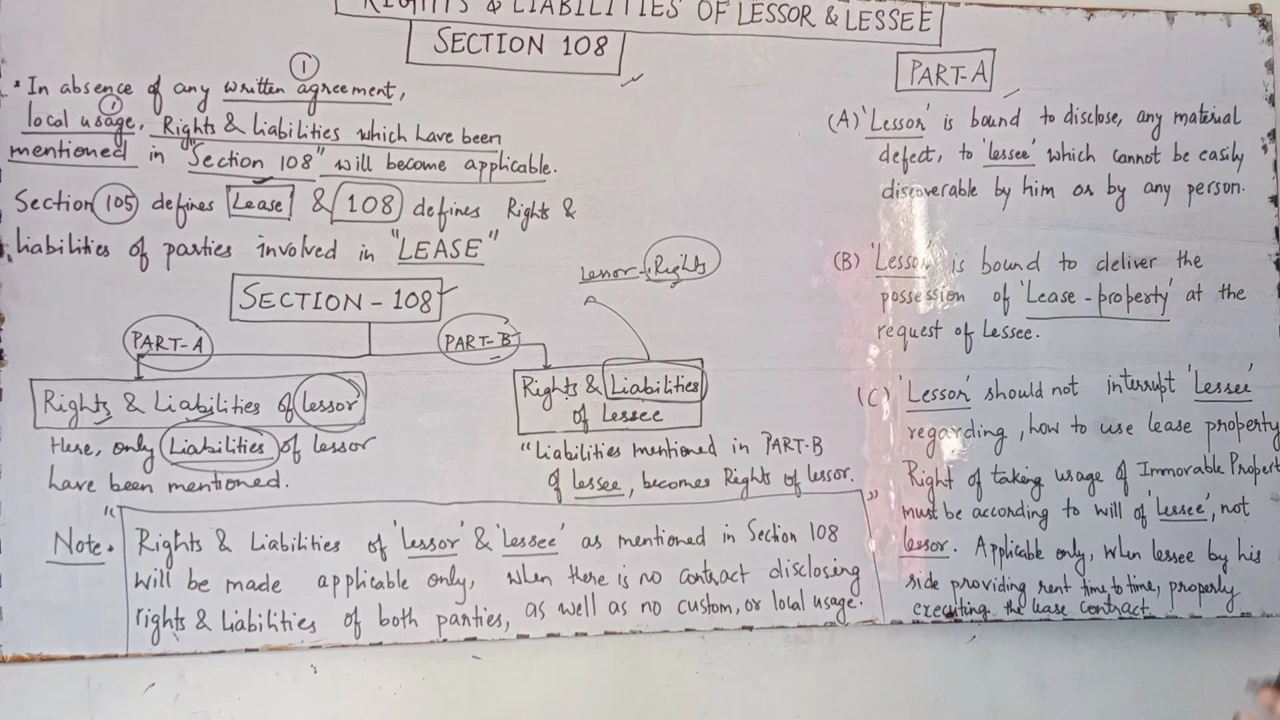 RIGHTS & LIABILITIES OF LESSOR & LESSEE
SECTION 108
①
• In absence of any written agreement,
①
local usage, Rights & Liabilities which have been
mentioned in "Section 108" will become applicable.
Section 105 defines Lease & 108 defines Rights &
liabilities of parties involved in "LEASE"
Lessor - Rights
SECTION - 108
PART-A
PART-B
Rights & Liabilities of lessor
Here, only Liabilities of lessor
have been mentioned.
Rights & Liabilities
of Lessee
"Liabilities mentioned in PART-B
of lessee, becomes Rights of lessor.
Note.
" Rights & Liabilities of 'lessor' & 'Lessee' as mentioned in Section 108
will be made applicable only, when there is no contract disclosing
rights & Liabilities of both parties, as well as no custom, or local usage. "
PART-A
(A) 'Lessor' is bound to disclose, any material
defect, to 'lessee' which cannot be easily
discoverable by him or by any person.
(B) 'Lessor' is bound to deliver the
possession of 'Lease - property' at the
request of Lessee.
(C) 'Lessor' should not interrupt 'Lessee'
regarding, how to use lease property
Right of taking usage of Immovable Propert
must be according to will of 'Lessee', not
lessor. Applicable only, when lessee by his
side providing rent time to time, properly
executing the lease contract.